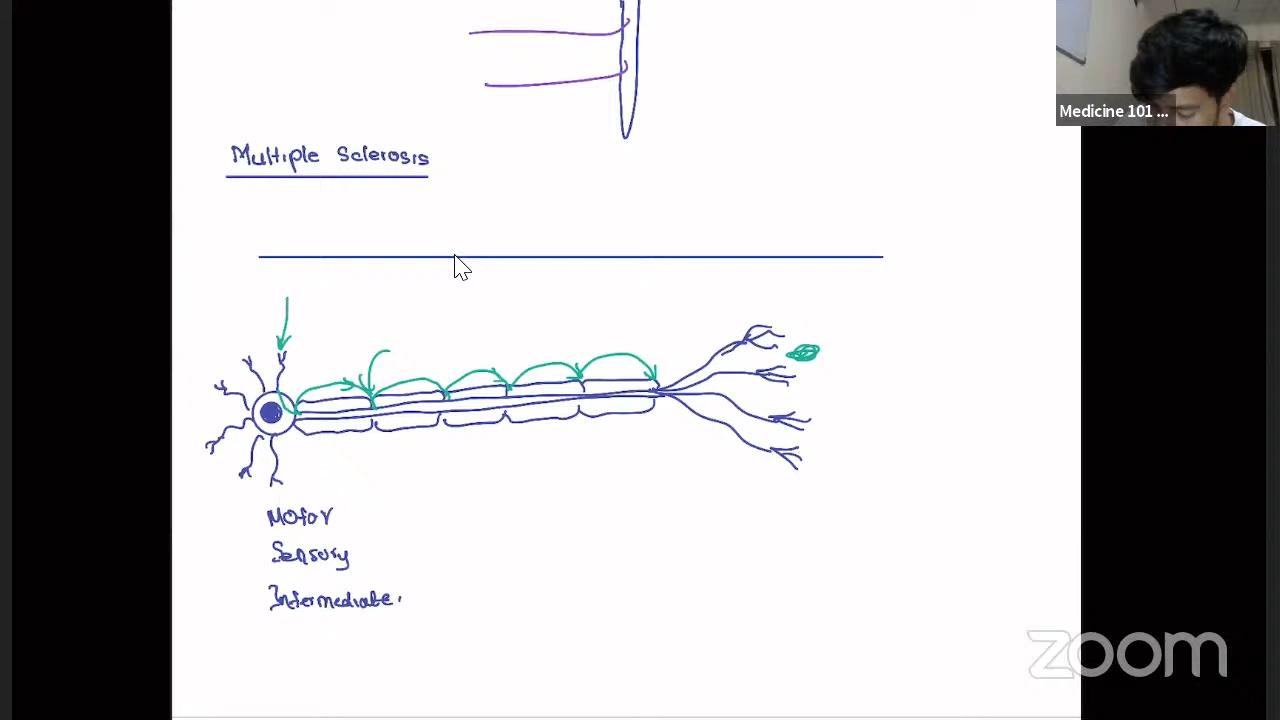 Medicine 101 ...
Multiple Sclerosis
Motor
Sensory
Intermediate.
zoom